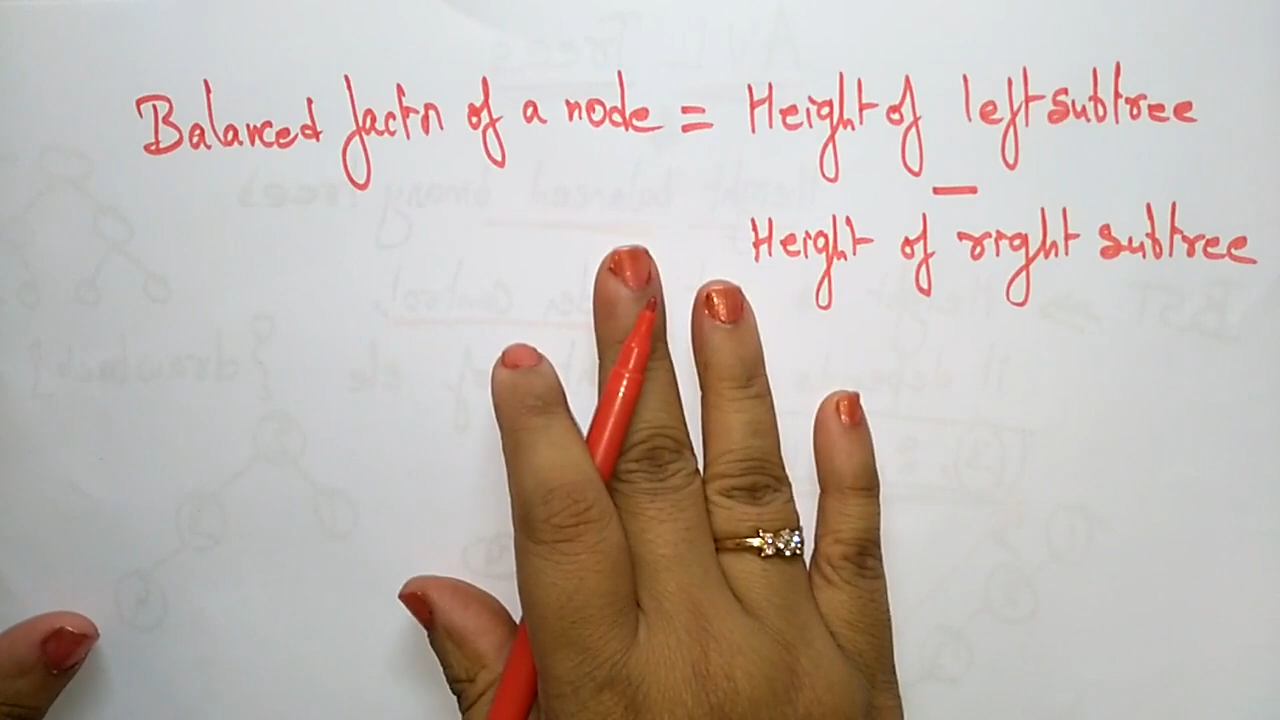 Balanced factor of a node = Height of left subtree
-
Height of right subtree